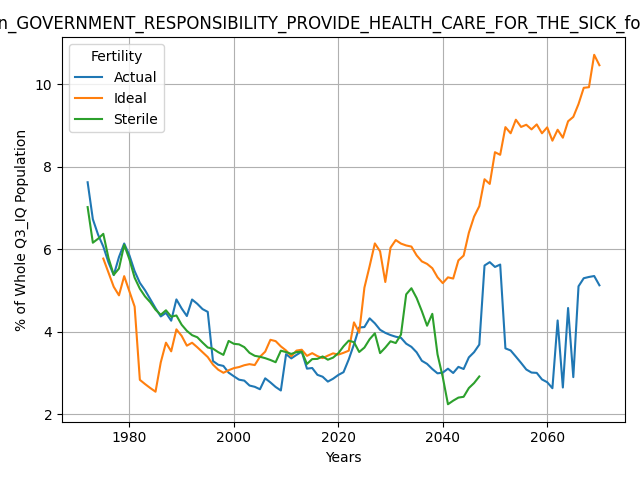 n_GOVERNMENT_RESPONSIBILITY_PROVIDE_HEALTH_CARE_FOR_THE_SICK_fo
Fertility
Actual
Ideal
Sterile
% of Whole Q3_IQ Population
10
8
6
4
2
1980 2000 2020 2040 2060
Years